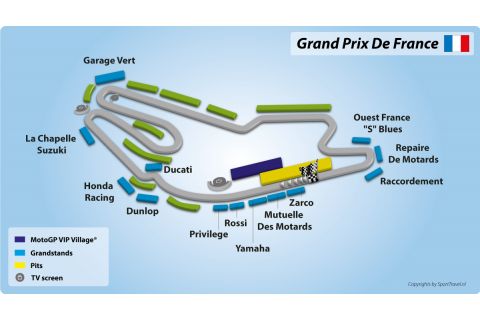 Grand Prix De France
Garage Vert
Ouest France
"S" Blues
Repaire
De Motards
La Chapelle
Suzuki
Ducati
Raccordement
Honda
Racing
Dunlop
Zarco
Mutuelle
Des Motards
Rossi
Privilege
Yamaha
MotoGP VIP Village®
Grandstands
Pits
TV screen
Copyrights by SportTravel.nl